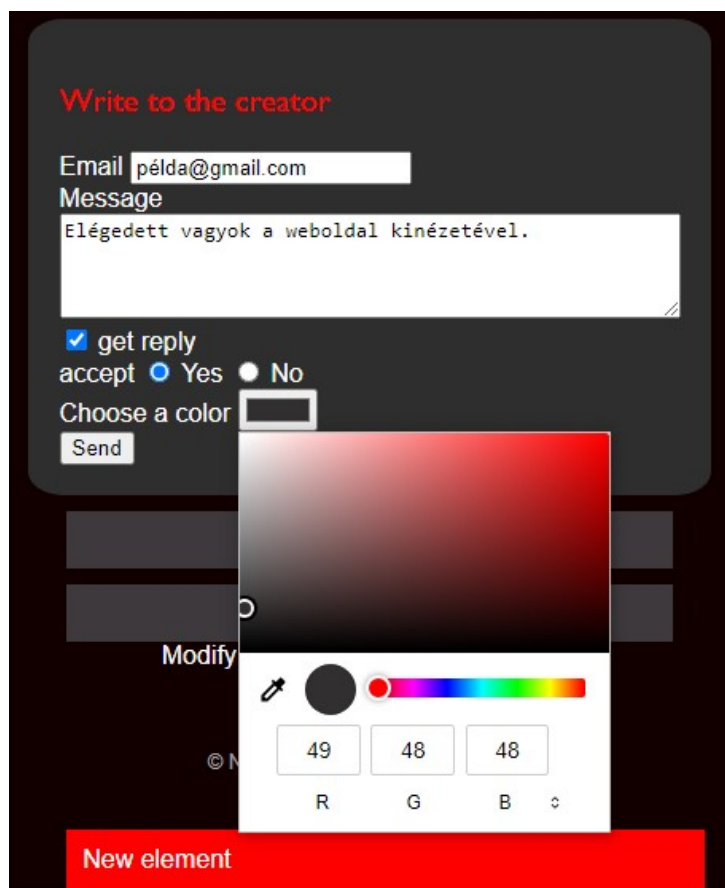 Write to the creator
Email példa@gmail.com
Message
Elégedett vagyok a weboldal kinézetével.
get reply
accept Yes No
Choose a color
Send
Modify
©
49 48 48
R G B
New element